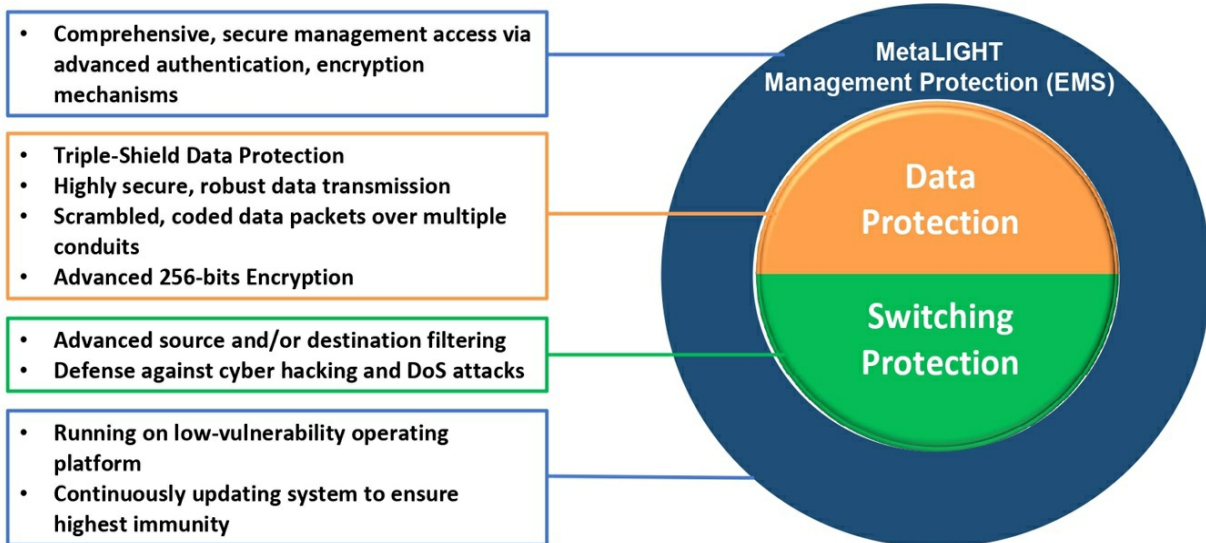 • Comprehensive, secure management access via
advanced authentication, encryption
mechanisms
• Triple-Shield Data Protection
• Highly secure, robust data transmission
• Scrambled, coded data packets over multiple
conduits
• Advanced 256-bits Encryption
• Advanced source and/or destination filtering
• Defense against cyber hacking and DoS attacks
• Running on low-vulnerability operating
platform
• Continuously updating system to ensure
highest immunity
MetaLIGHT
Management Protection (EMS)
Data
Protection
Switching
Protection